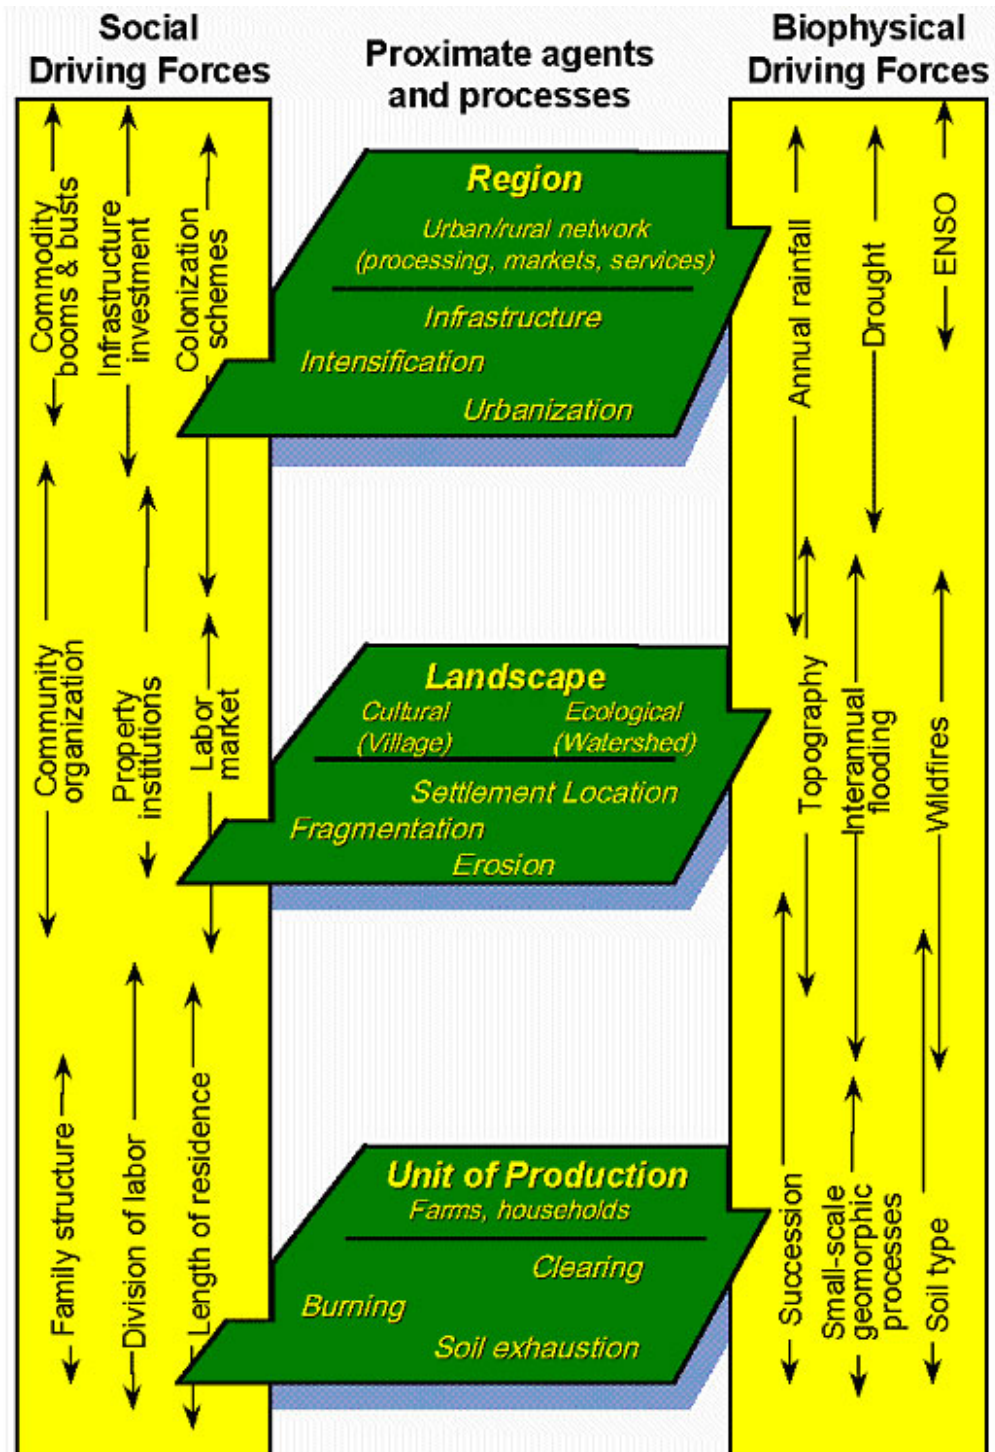 Social
Driving Forces
Proximate agents
and processes
Biophysical
Driving Forces
Commodity
booms & busts
Infrastructure
investment
Colonization
schemes
Community
organization
Property
institutions
Labor
market
Family structure
Division of labor
Length of residence
Region
Urban/rural network
(processing, markets, services)
Infrastructure
Intensification
Urbanization
Landscape
Cultural
(Village)
Ecological
(Watershed)
Settlement Location
Fragmentation
Erosion
Unit of Production
Farms, households
Clearing
Burning
Soil exhaustion
Annual rainfall
Drought
ENSO
Topography
Interannual
flooding
Wildfires
Succession
Small-scale
geomorphic
processes
Soil type